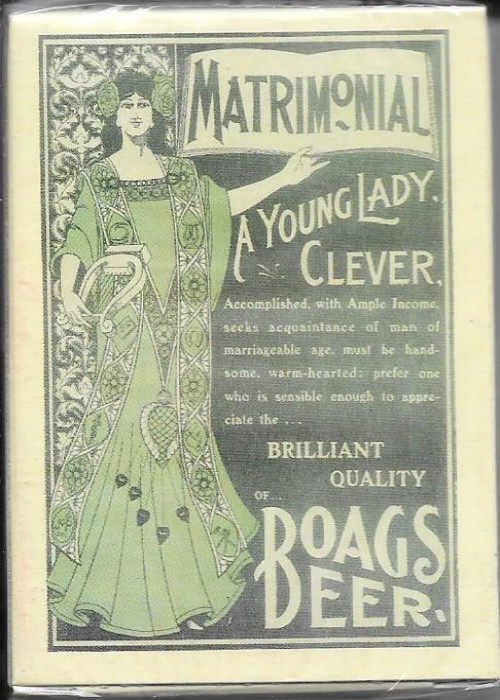 MATRIMONIAL
A YOUNG LADY.
CLEVER,
Accomplished, with Ample Income,
seeks acquaintance of man of
marriageable age, must be hand-
some, warm-hearted: prefer one
who is sensible enough to appre-
ciate the ...
BRILLIANT
QUALITY
OF...
BOAGS
BEER.